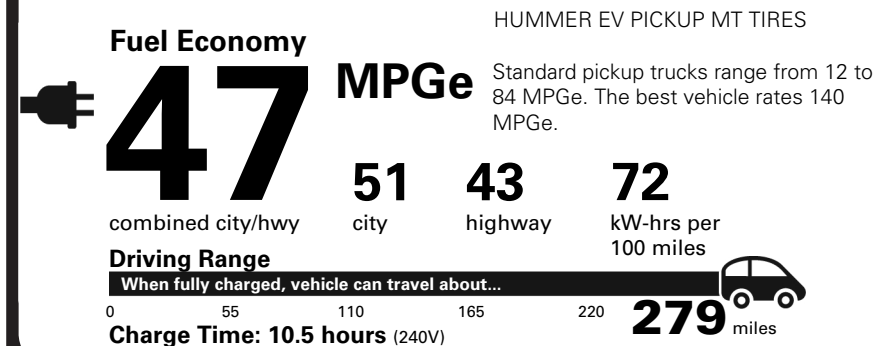 HUMMER EV PICKUP MT TIRES
Fuel Economy
47 MPGe
Standard pickup trucks range from 12 to
84 MPGe. The best vehicle rates 140
MPGe.
51 43 72
combined city/hwy city highway kW-hrs per
100 miles
Driving Range
When fully charged, vehicle can travel about...
0 55 110 165 220 279 miles
Charge Time: 10.5 hours (240V)